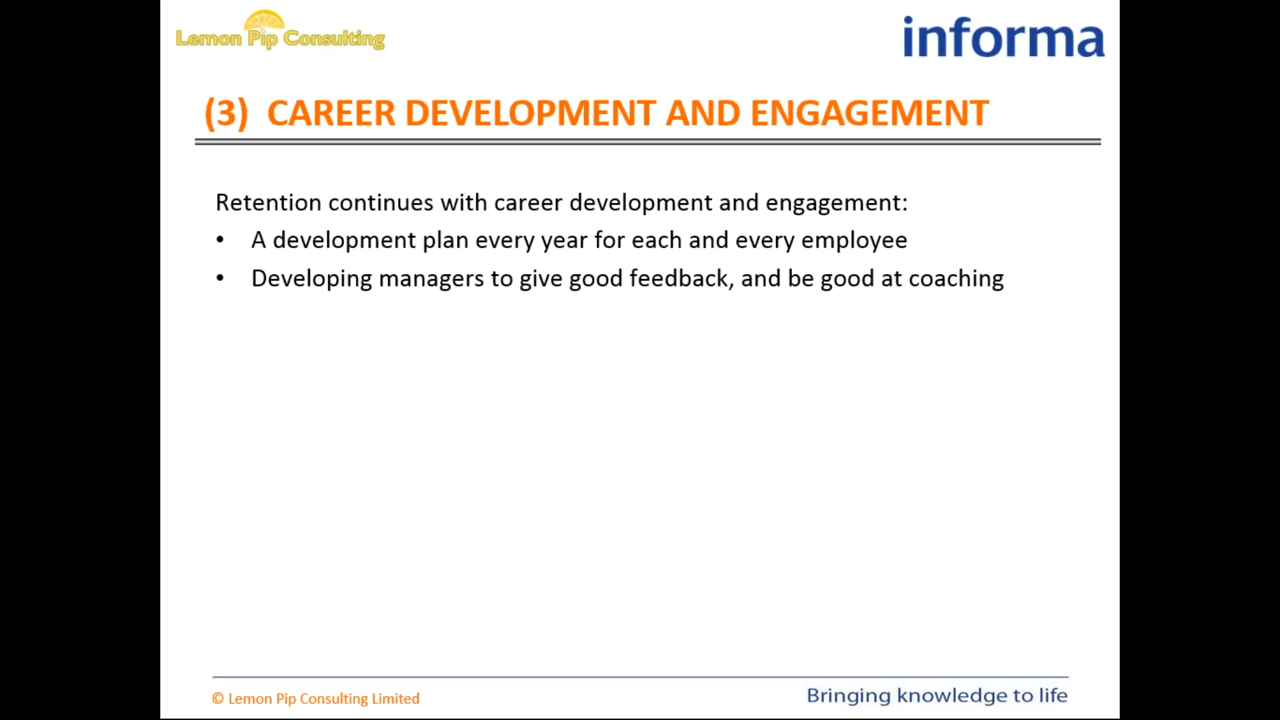 Lemon Pip Consulting
informa
(3) CAREER DEVELOPMENT AND ENGAGEMENT
Retention continues with career development and engagement:
• A development plan every year for each and every employee
• Developing managers to give good feedback, and be good at coaching
© Lemon Pip Consulting Limited
Bringing knowledge to life